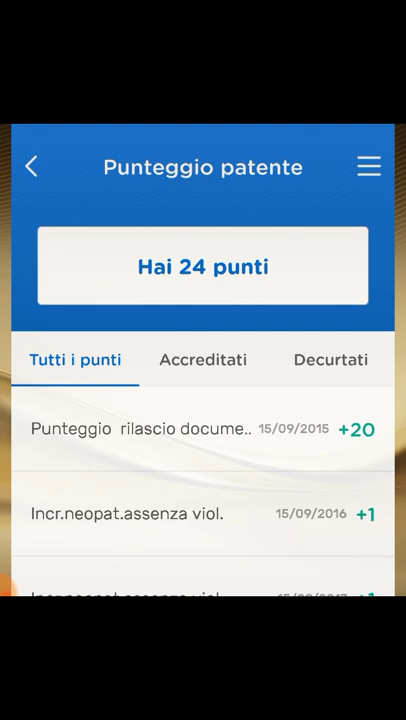 Punteggio patente
Hai 24 punti
Tutti i punti Accreditati Decurtati
Punteggio rilascio docume.. 15/09/2015 +20
Incr.neopat.assenza viol. 15/09/2016 +1